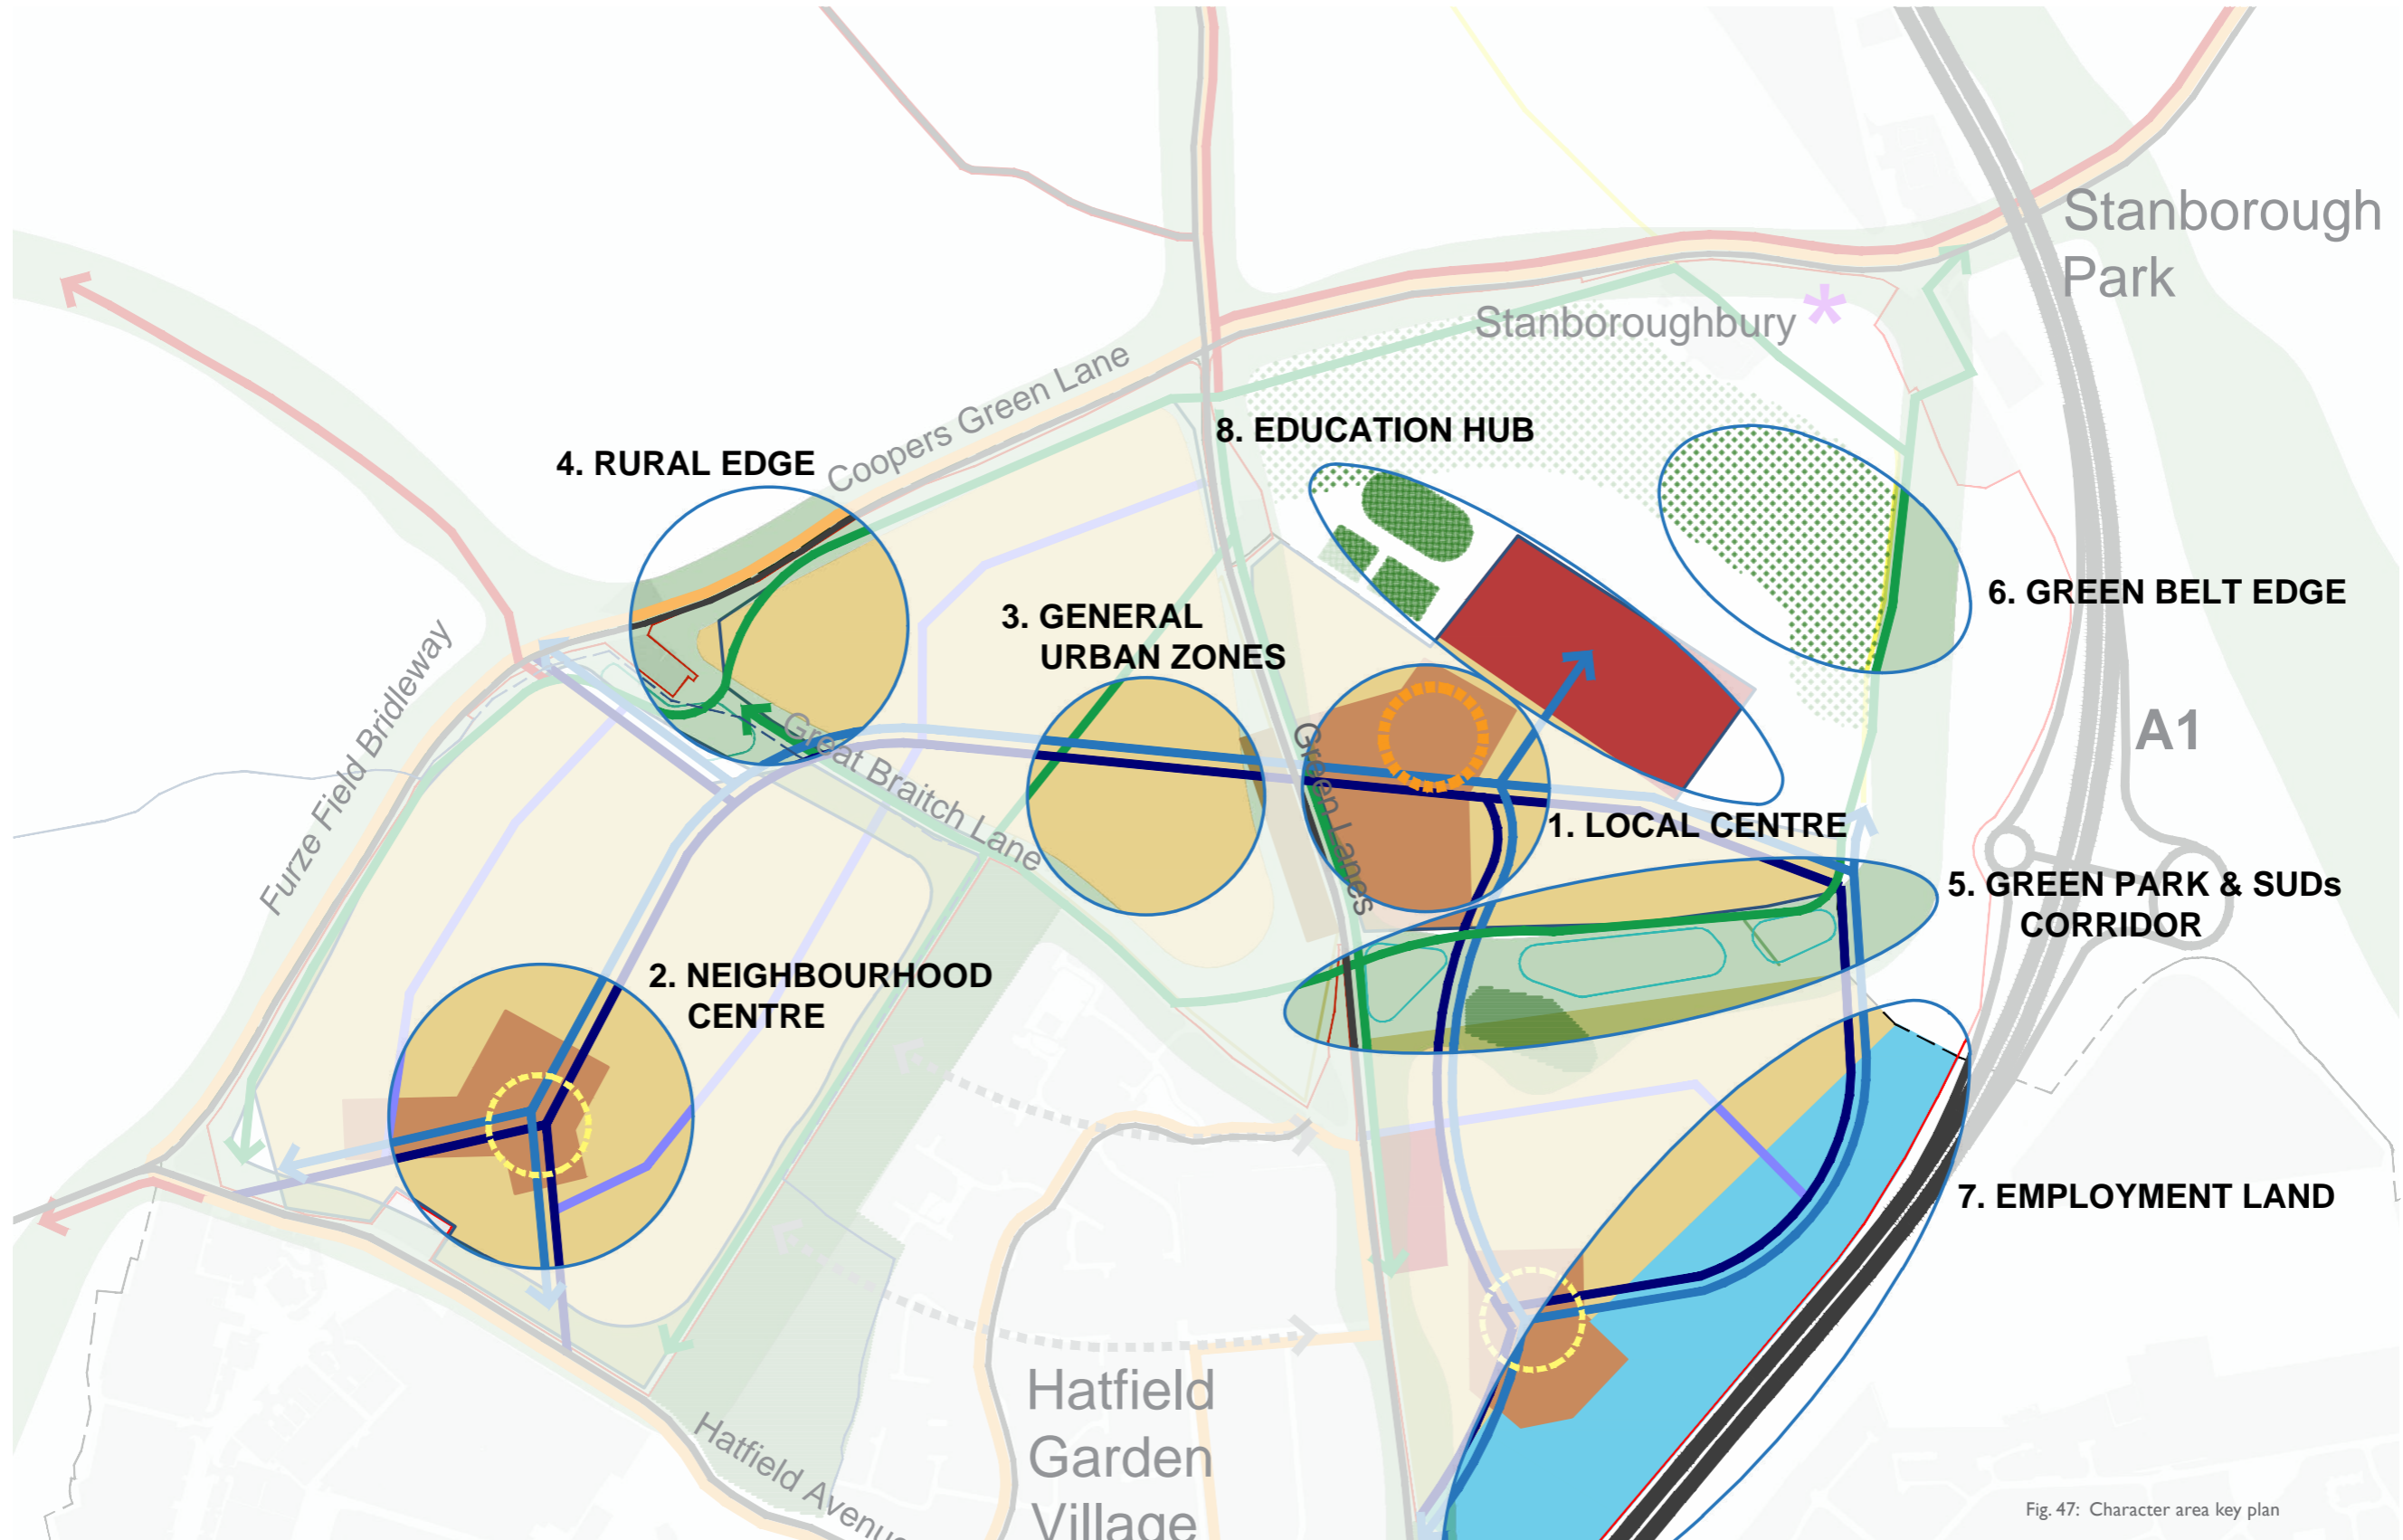 Stanborough
Park
Stanboroughbury
*
Coopers Green Lane
8. EDUCATION HUB
4. RURAL EDGE
6. GREEN BELT EDGE
3. GENERAL
URBAN ZONES
Furze Field Bridleway
Great Braitch Lane
Green Lanes
A1
1. LOCAL CENTRE
5. GREEN PARK & SUDs
CORRIDOR
2. NEIGHBOURHOOD
CENTRE
7. EMPLOYMENT LAND
Hatfield
Garden
Village
Hatfield Avenue
Fig. 47: Character area key plan